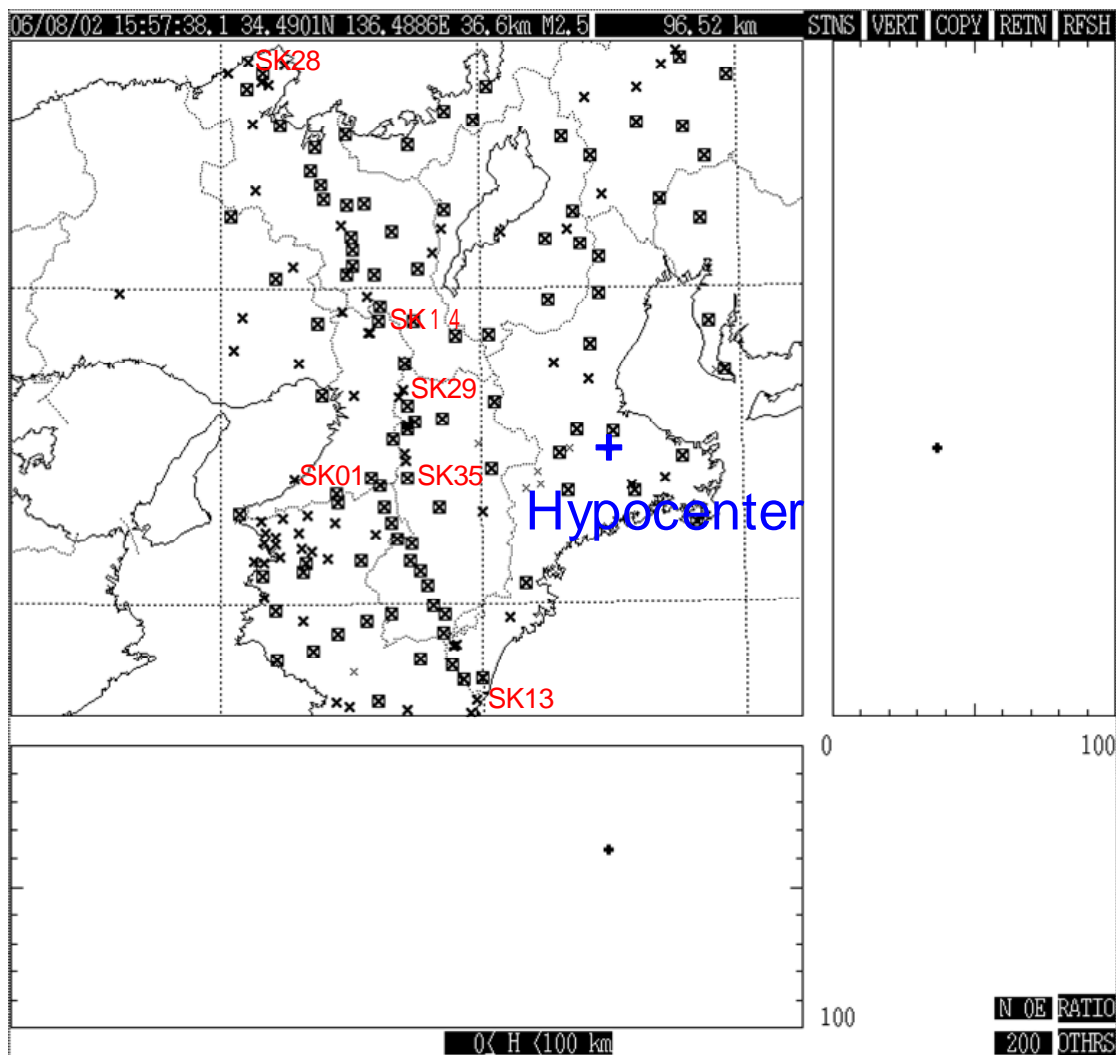 06/08/02 15:57:38.1 34.4901N 136.4886E 36.6km M2.5 96.52 km STNS VERT COPY RETN RFSH
SK28
SK14
SK29
SK01 SK35
Hypocenter
SK13
0 100
100
N 0E RATIO
0< H <100 km 200 OTHRS